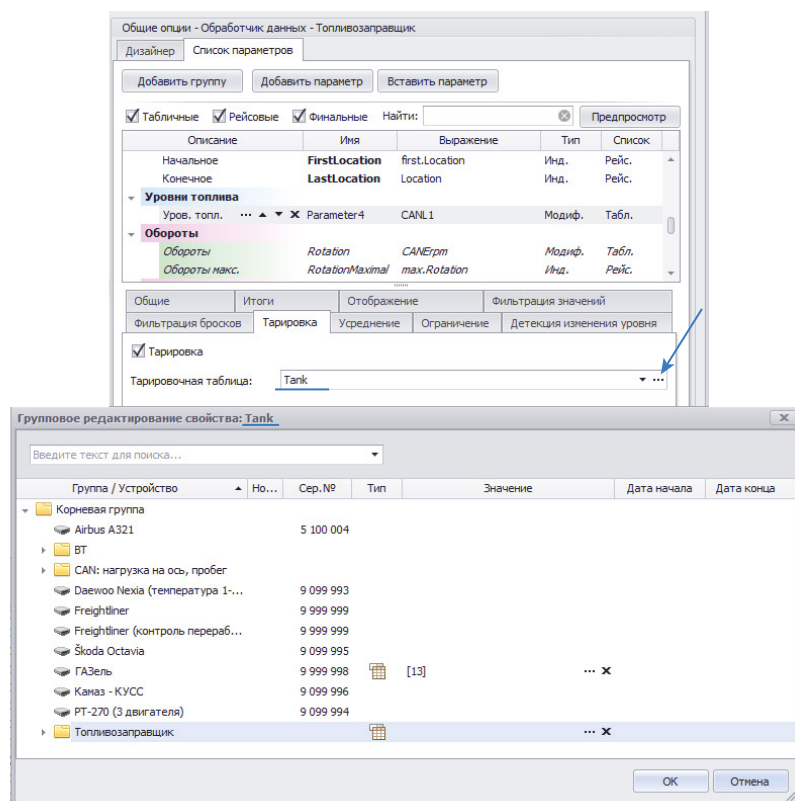 Общие опции - Обработчик данных - Топливозаправщик
Дизайнер Список параметров
Добавить группу Добавить параметр Вставить параметр
Табличные Рейсовые Финальные Найти: Предпросмотр
Описание Имя Выражение Тип Список
Начальное FirstLocation first.Location Инд. Рейс.
Конечное LastLocation Location Инд. Рейс.
Уровни топлива
Уров. топл. ... Parameter4 CANL1 Модиф. Табл.
Обороты
Обороты Rotation CANErpm Модиф. Табл.
Обороты макс. RotationMaximal max.Rotation Инд. Рейс.
Общие Итоги Отображение Фильтрация значений
Фильтрация бросков Тарировка Усреднение Ограничение Детекция изменения уровня
Тарировка
Тарировочная таблица: Tank ...
Групповое редактирование свойства: Tank
Введите текст для поиска...
Группа / Устройство Но... Сер.№ Тип Значение Дата начала Дата конца
Корневая группа
Airbus A321 5 100 004
ВТ
CAN: нагрузка на ось, пробег
Daewoo Nexia (температура 1-... 9 099 993
Freightliner 9 999 999
Freightliner (контроль перераб... 9 999 999
Škoda Octavia 9 099 995
ГАЗель 9 999 998 [13] ...
Камаз - КУСС 9 099 996
РТ-270 (3 двигателя) 9 099 994
Топливозаправщик ...
ОК Отмена